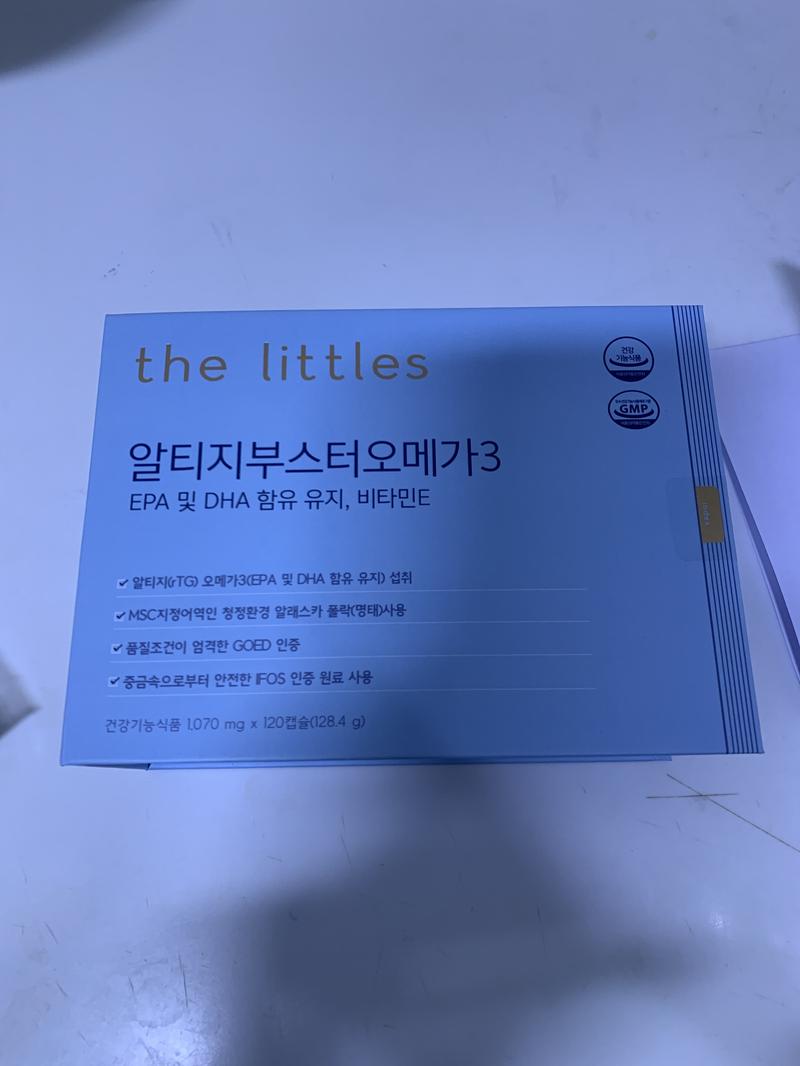 the littles
건강
기능식품
GMP
알티지부스터오메가3
EPA 및 DHA 함유 유지, 비타민E
알티지(rTG) 오메가3(EPA 및 DHA 함유 유지) 섭취
MSC지정어역인 청정환경 알래스카 폴락(명태)사용
품질조건이 엄격한 GOED 인증
중금속으로부터 안전한 IFOS 인증 원료 사용
건강기능식품 1,070 mg x 120캡슐(128.4 g)